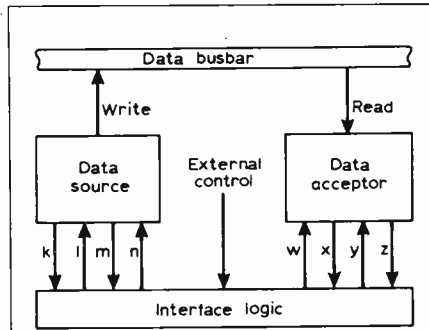 Data busbar
Write
Read
Data source
External control
Data acceptor
k
l
m
n
w
x
y
z
Interface logic